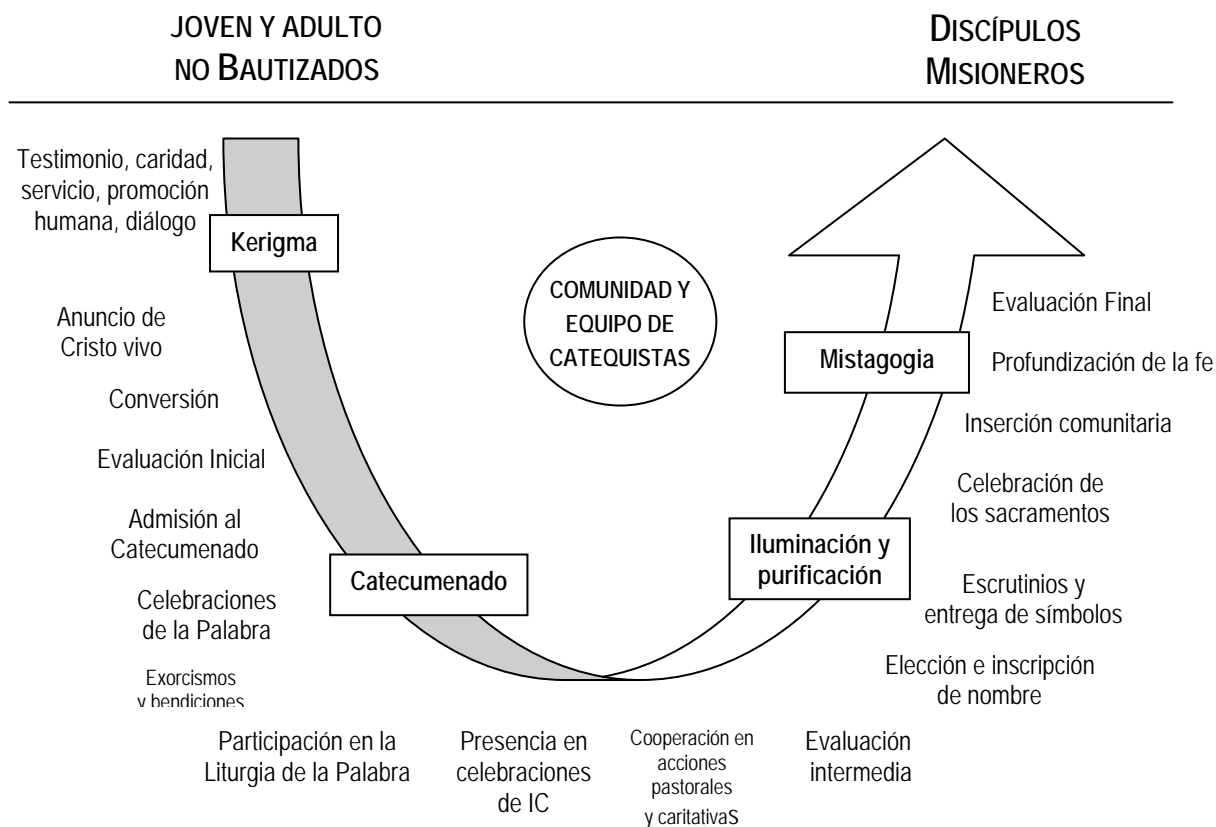 JOVEN Y ADULTO
NO BAUTIZADOS
DISCÍPULOS
MISIONEROS
Testimonio, caridad,
servicio, promoción
humana, diálogo
Kerigma
Anuncio de
Cristo vivo
Conversión
Evaluación Inicial
Admisión al
Catecumenado
Catecumenado
Celebraciones
de la Palabra
Exorcismos
y bendiciones
Participación en la
Liturgia de la Palabra
Presencia en
celebraciones
de IC
Cooperación en
acciones
pastorales
y caritativaS
Evaluación
intermedia
COMUNIDAD Y
EQUIPO DE
CATEQUISTAS
Evaluación Final
Mistagogia
Profundización de la fe
Inserción comunitaria
Celebración de
los sacramentos
Iluminación y
purificación
Escrutinios y
entrega de símbolos
Elección e inscripción
de nombre